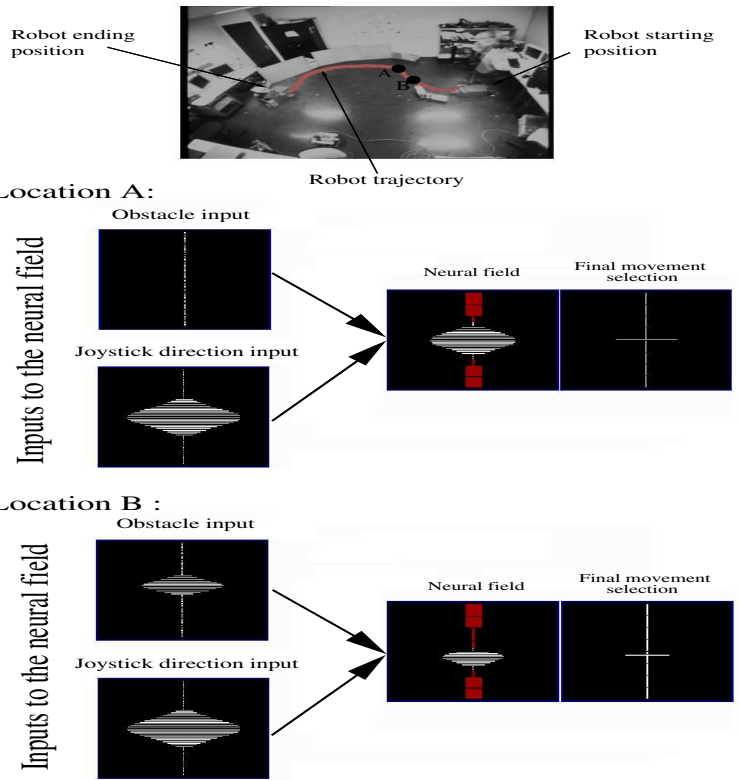 Robot ending
position
Robot starting
position
A
B
Robot trajectory
Location A:
Obstacle input
Inputs to the neural field
Joystick direction input
Neural field
Final movement
selection
Location B :
Obstacle input
Inputs to the neural field
Joystick direction input
Neural field
Final movement
selection